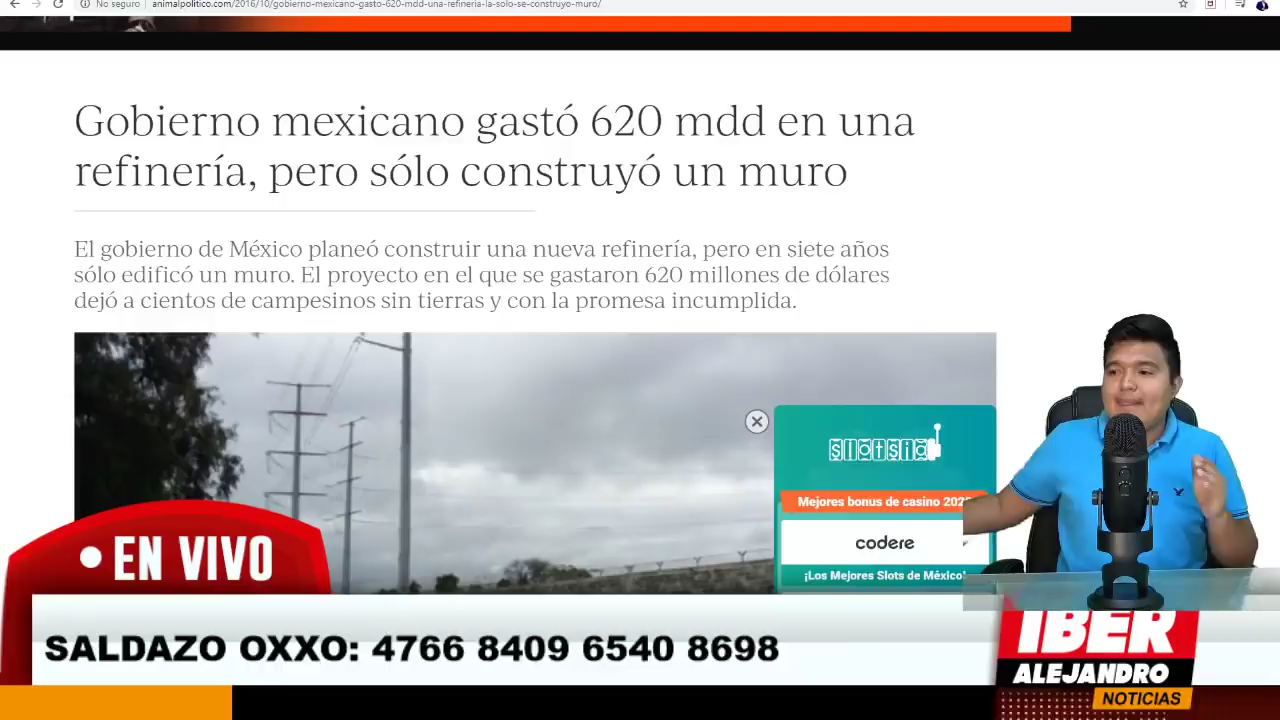 No seguro
animalpolitico.com/2016/10/gobierno-mexicano-gasto-620-mdd-una-refineria-la-solo-se-construyo-muro/
Gobierno mexicano gastó 620 mdd en una
refinería, pero sólo construyó un muro
El gobierno de México planeó construir una nueva refinería, pero en siete años
sólo edificó un muro. El proyecto en el que se gastaron 620 millones de dólares
dejó a cientos de campesinos sin tierras y con la promesa incumplida.
slotsia
Mejores bonus de casino
codere
¡Los Mejores Slots de México!
EN VIVO
SALDAZO OXXO: 4766 8409 6540 8698
IBER
ALEJANDRO
NOTICIAS